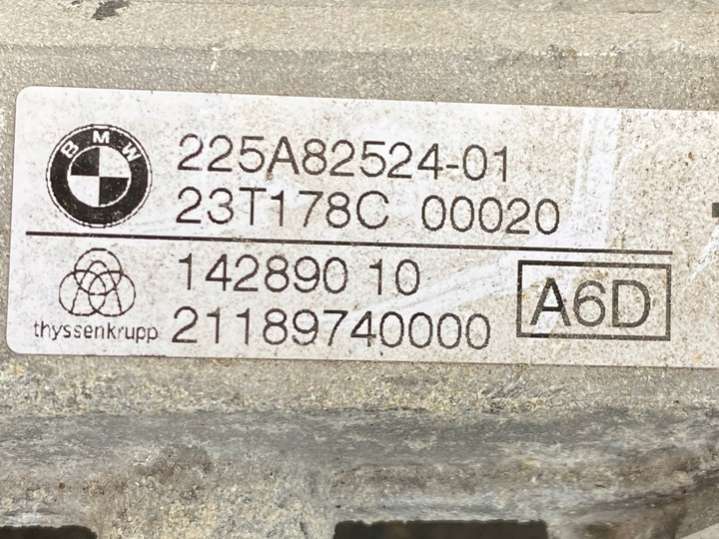 BMW
225A82524-01
23T178C 00020
142890 10
A6D
thyssenkrupp
21189740000